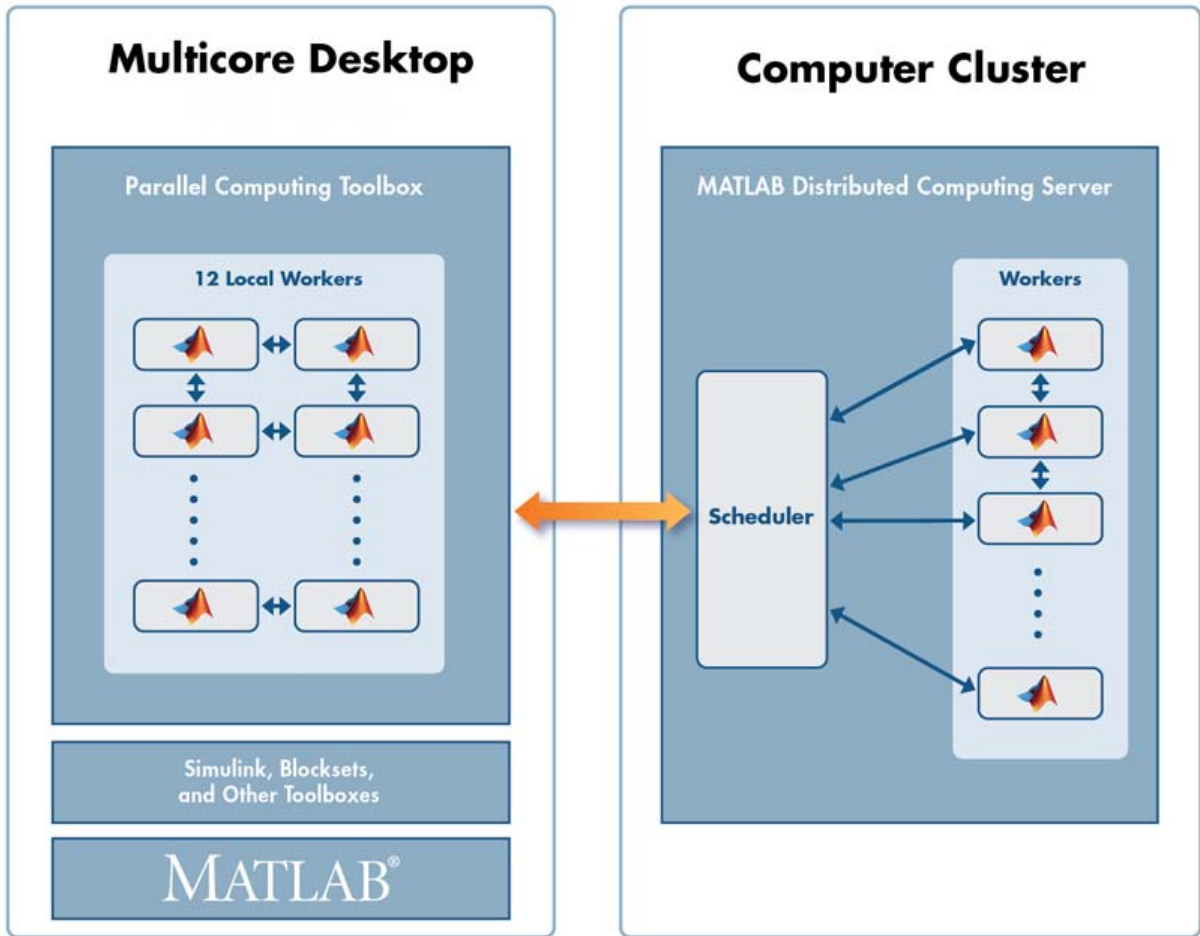 Multicore Desktop
Parallel Computing Toolbox
12 Local Workers
Simulink, Blocksets,
and Other Toolboxes
MATLAB®
Computer Cluster
MATLAB Distributed Computing Server
Workers
Scheduler